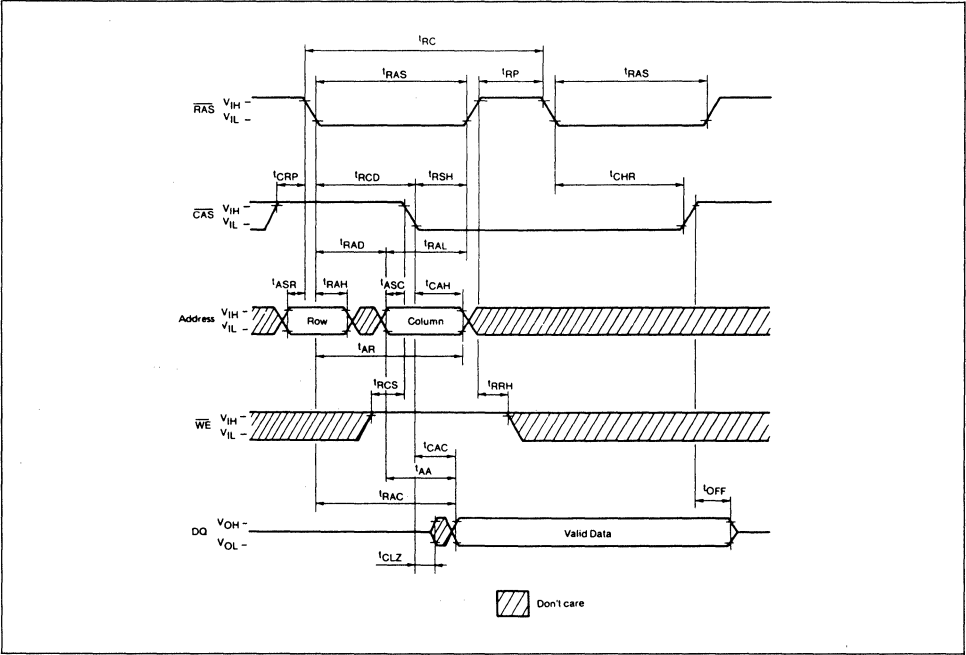 tRC
tRAS tRP tRAS
RAS VIH –
VIL –
tCRP tRCD tRSH tCHR
CAS VIH –
VIL –
tRAD tRAL
tASR tRAH tASC tCAH
Address VIH –
VIL –
Row Column
tAR
tRCS tRRH
WE VIH –
VIL –
tCAC
tAA
tRAC tOFF
DQ VOH –
VOL –
Valid Data
tCLZ
Don't care